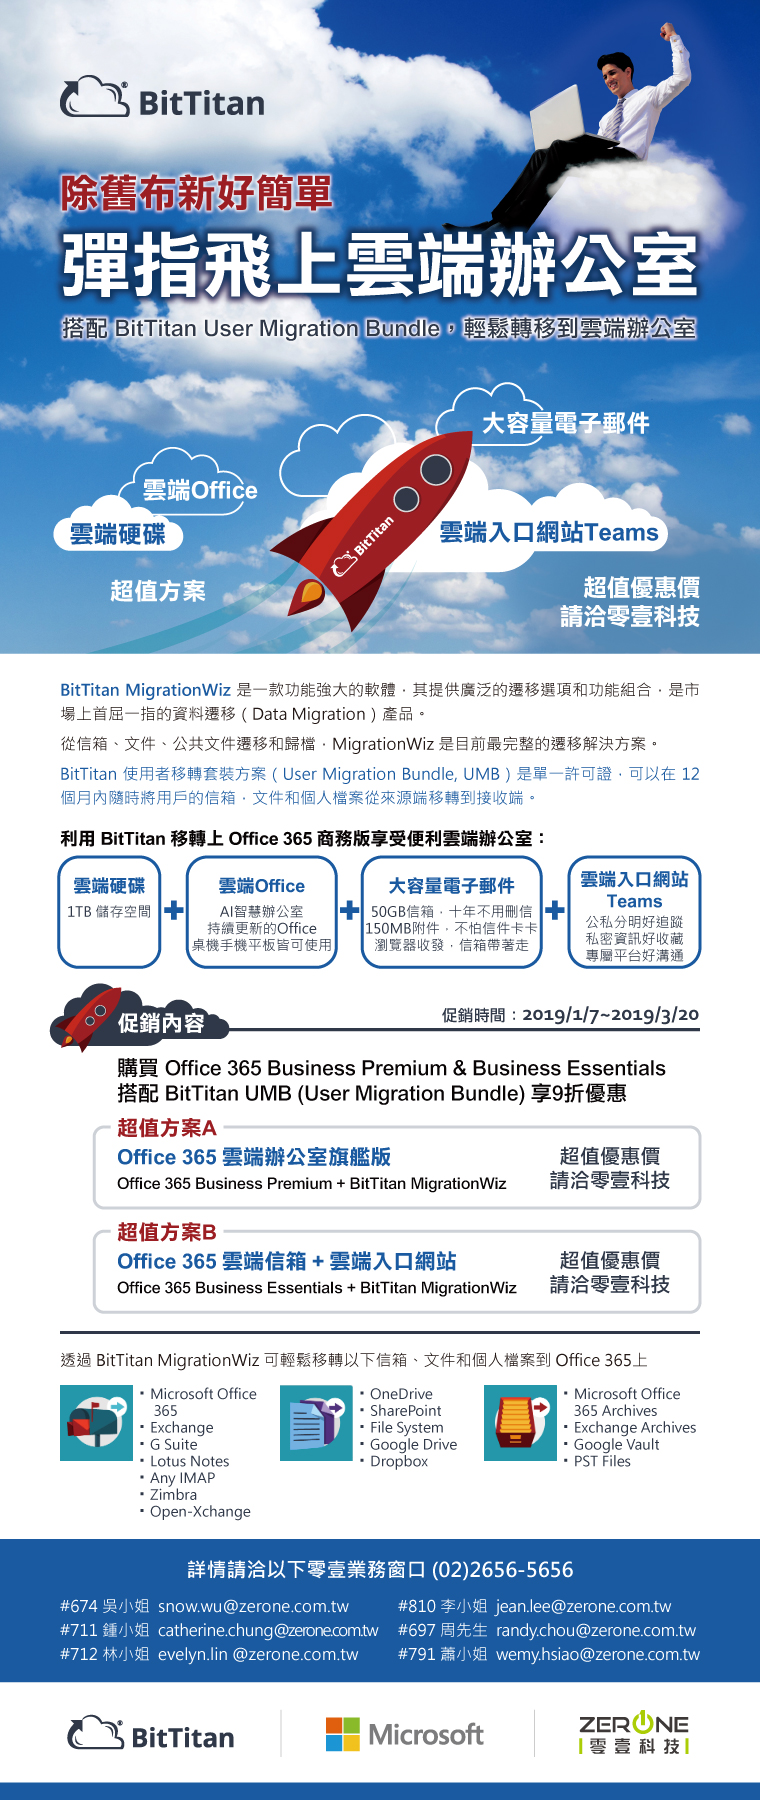 BitTitan
除舊布新好簡單
彈指飛上雲端辦公室
搭配 BitTitan User Migration Bundle，輕鬆轉移到雲端辦公室
大容量電子郵件
雲端Office
雲端硬碟
雲端入口網站Teams
BitTitan
超值方案
超值優惠價
請洽零壹科技
BitTitan MigrationWiz 是一款功能強大的軟體，其提供廣泛的遷移選項和功能組合，是市
場上首屈一指的資料遷移（Data Migration）產品。
從信箱、文件、公共文件遷移和歸檔，MigrationWiz 是目前最完整的遷移解決方案。
BitTitan 使用者移轉套裝方案（User Migration Bundle, UMB）是單一許可證，可以在 12
個月內隨時將用戶的信箱，文件和個人檔案從來源端移轉到接收端。
利用 BitTitan 移轉上 Office 365 商務版享受便利雲端辦公室：
雲端硬碟
1TB 儲存空間
+
雲端Office
AI智慧辦公室
持續更新的Office
桌機手機平板皆可使用
+
大容量電子郵件
50GB信箱，十年不用刪信
150MB附件，不怕信件卡卡
瀏覽器收發，信箱帶著走
+
雲端入口網站
Teams
公私分明好追蹤
私密資訊好收藏
專屬平台好溝通
促銷內容
促銷時間：2019/1/7~2019/3/20
購買 Office 365 Business Premium & Business Essentials
搭配 BitTitan UMB (User Migration Bundle) 享9折優惠
超值方案A
Office 365 雲端辦公室旗艦版
Office 365 Business Premium + BitTitan MigrationWiz
超值優惠價
請洽零壹科技
超值方案B
Office 365 雲端信箱 + 雲端入口網站
Office 365 Business Essentials + BitTitan MigrationWiz
超值優惠價
請洽零壹科技
透過 BitTitan MigrationWiz 可輕鬆移轉以下信箱、文件和個人檔案到 Office 365上
▪ Microsoft Office
365
▪ Exchange
▪ G Suite
▪ Lotus Notes
▪ Any IMAP
▪ Zimbra
▪ Open-Xchange
▪ OneDrive
▪ SharePoint
▪ File System
▪ Google Drive
▪ Dropbox
▪ Microsoft Office
365 Archives
▪ Exchange Archives
▪ Google Vault
▪ PST Files
詳情請洽以下零壹業務窗口 (02)2656-5656
#674 吳小姐 snow.wu@zerone.com.tw
#711 鍾小姐 catherine.chung@zerone.com.tw
#712 林小姐 evelyn.lin @zerone.com.tw
#810 李小姐 jean.lee@zerone.com.tw
#697 周先生 randy.chou@zerone.com.tw
#791 蕭小姐 wemy.hsiao@zerone.com.tw
BitTitan
Microsoft
ZERONE
零壹科技